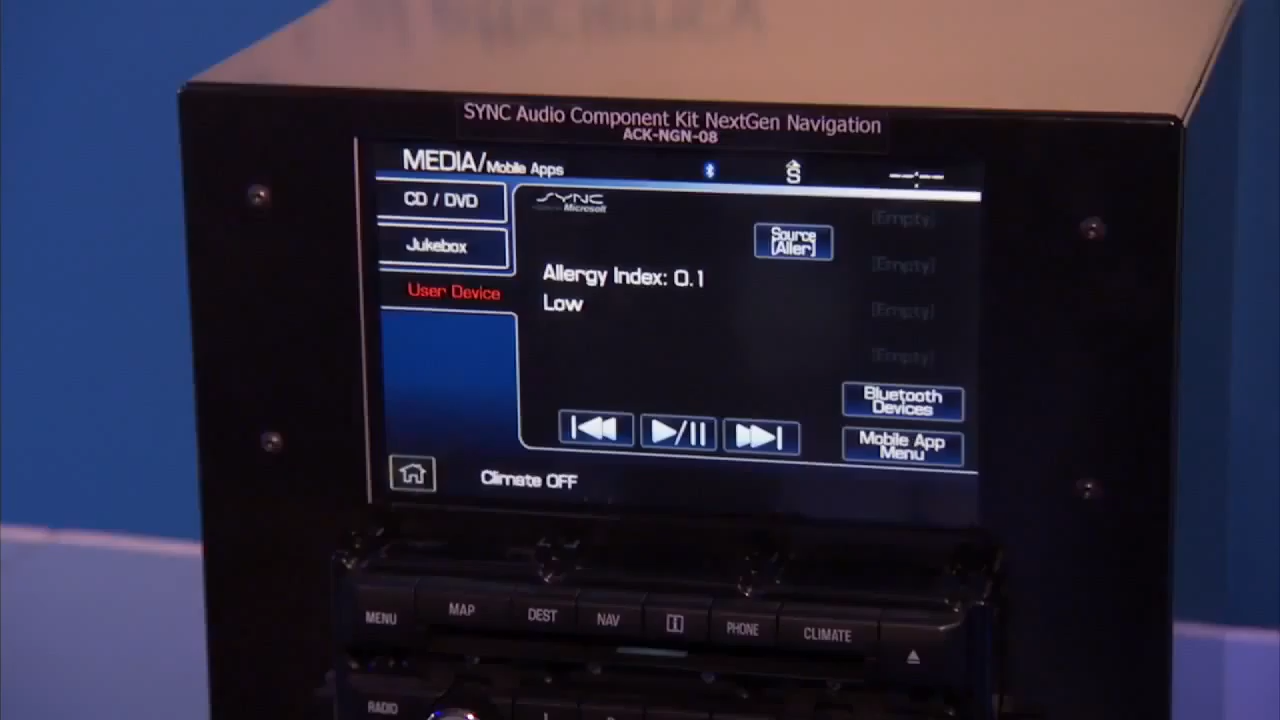 SYNC Audio Component Kit NextGen Navigation
ACK-NGN-08
MEDIA/Mobile Apps
S
CD / DVD
SYNC
Microsoft
[Empty]
Source
[Aller]
Jukebox
[Empty]
Allergy Index: 0.1
User Device
Low
[Empty]
[Empty]
Bluetooth
Devices
Mobile App
Menu
Climate OFF
MENU
MAP
DEST
NAV
PHONE
CLIMATE
RADIO